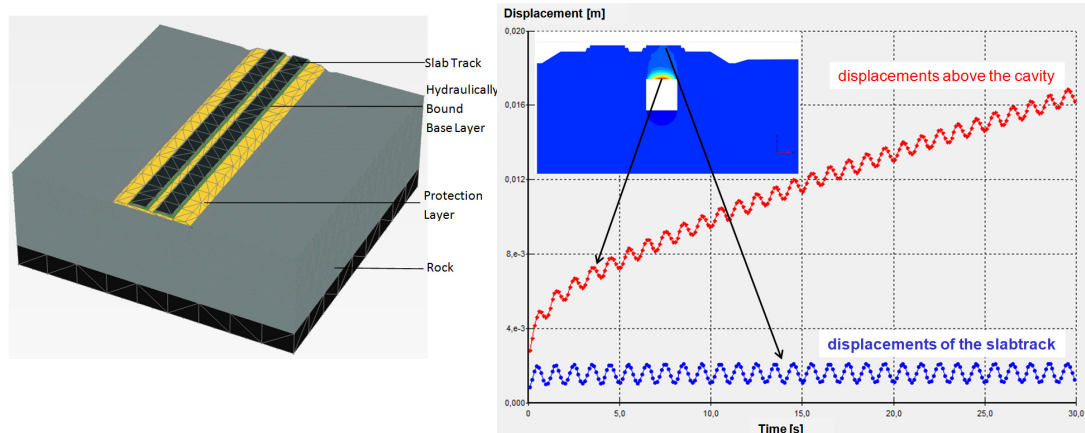 Slab Track
Hydraulically
Bound
Base Layer
Protection
Layer
Rock
Displacement [m]
0,020
0,016
0,012
8,e-3
4,e-3
0,000
displacements above the cavity
displacements of the slabtrack
0
5,0
10,0
15,0
20,0
25,0
30,0
Time [s]